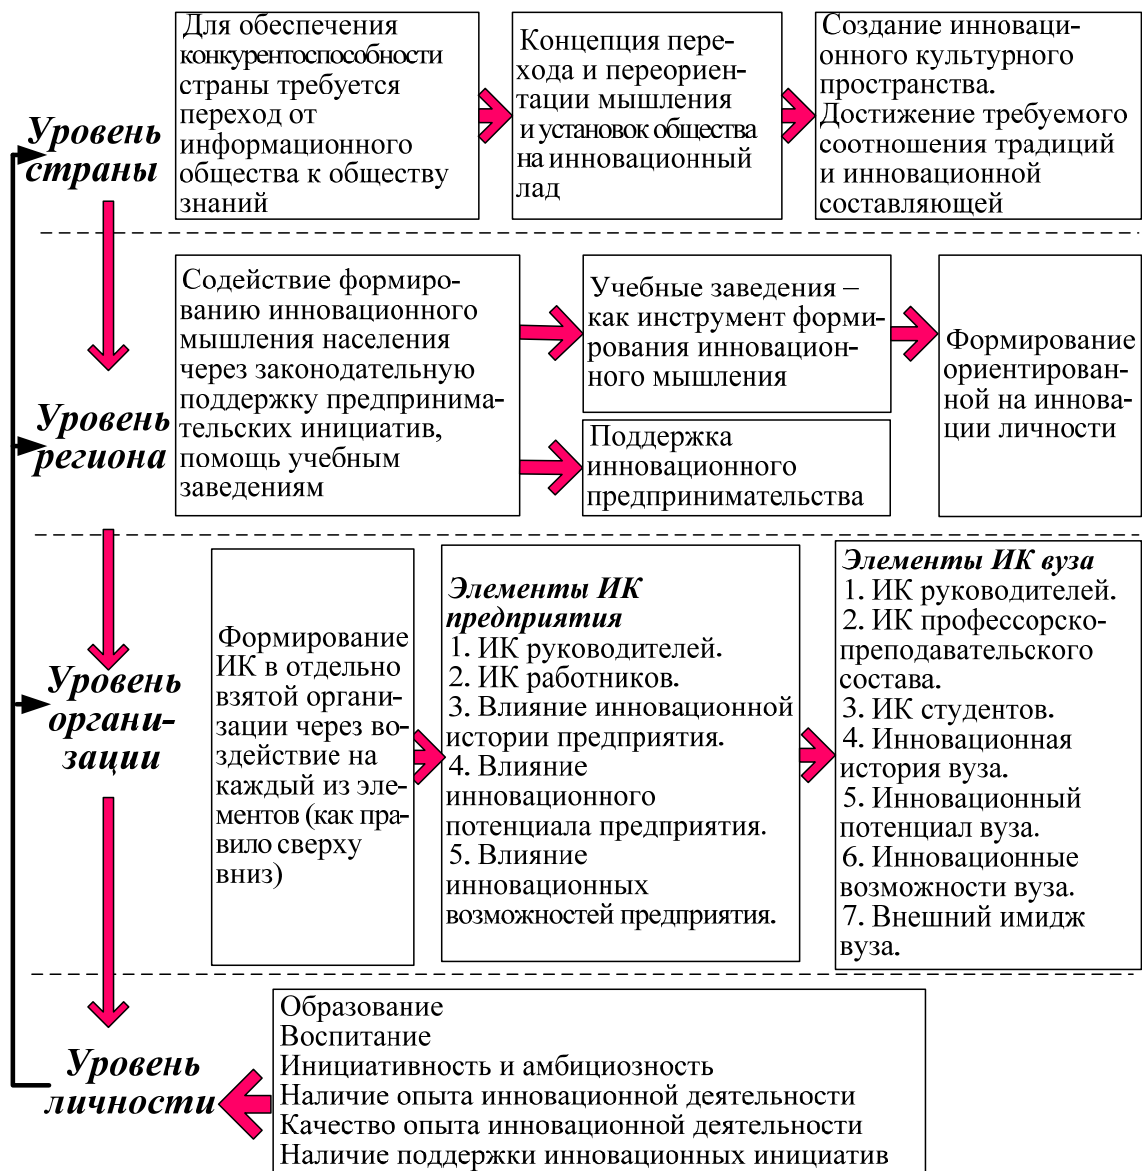 Уровень
страны
Для обеспечения
конкурентоспособности
страны требуется
переход от
информационного
общества к обществу
знаний
Концепция пере-
хода и переориен-
тации мышления
и установок общества
на инновационный
лад
Создание инноваци-
онного культурного
пространства.
Достижение требуемого
соотношения традиций
и инновационной
составляющей
Уровень
региона
Содействие формиро-
ванию инновационного
мышления населения
через законодательную
поддержку предпринима-
тельских инициатив,
помощь учебным
заведениям
Учебные заведения –
как инструмент форми-
рования инновацион-
ного мышления
Поддержка
инновационного
предпринимательства
Формирование
ориентирован-
ной на иннова-
ции личности
Уровень
органи-
зации
Формирование
ИК в отдельно
взятой органи-
зации через во-
здействие на
каждый из эле-
ментов (как пра-
вило сверху
вниз)
Элементы ИК
предприятия
1. ИК руководителей.
2. ИК работников.
3. Влияние инновационной
истории предприятия.
4. Влияние
инновационного
потенциала предприятия.
5. Влияние
инновационных
возможностей предприятия.
Элементы ИК вуза
1. ИК руководителей.
2. ИК профессорско-
преподавательского
состава.
3. ИК студентов.
4. Инновационная
история вуза.
5. Инновационный
потенциал вуза.
6. Инновационные
возможности вуза.
7. Внешний имидж
вуза.
Уровень
личности
Образование
Воспитание
Инициативность и амбициозность
Наличие опыта инновационной деятельности
Качество опыта инновационной деятельности
Наличие поддержки инновационных инициатив